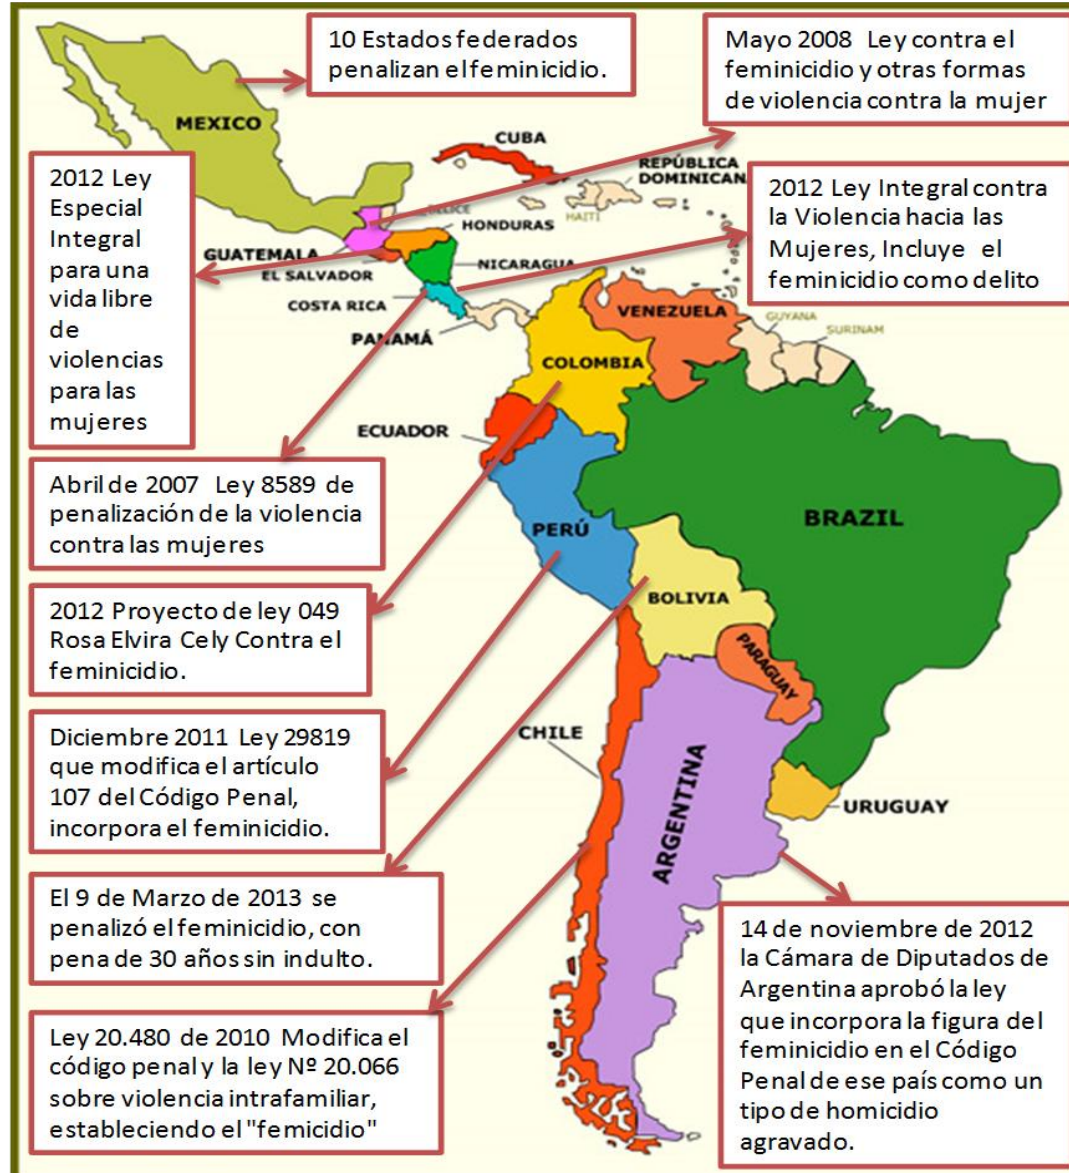 10 Estados federados
penalizan el feminicidio.
Mayo 2008 Ley contra el
feminicidio y otras formas
de violencia contra la mujer
MEXICO
CUBA
REPÚBLICA
DOMINICANA
HAITÍ
BELICE
HONDURAS
GUATEMALA
EL SALVADOR
NICARAGUA
COSTA RICA
PANAMÁ
2012 Ley
Especial
Integral
para una
vida libre
de
violencias
para las
mujeres
2012 Ley Integral contra
la Violencia hacia las
Mujeres, Incluye el
feminicidio como delito
VENEZUELA
GUYANA
SURINAM
COLOMBIA
ECUADOR
Abril de 2007 Ley 8589 de
penalización de la violencia
contra las mujeres
PERÚ
BRAZIL
BOLIVIA
2012 Proyecto de ley 049
Rosa Elvira Cely Contra el
feminicidio.
PARAGUAY
Diciembre 2011 Ley 29819
que modifica el artículo
107 del Código Penal,
incorpora el feminicidio.
CHILE
ARGENTINA
URUGUAY
El 9 de Marzo de 2013 se
penalizó el feminicidio, con
pena de 30 años sin indulto.
Ley 20.480 de 2010 Modifica el
código penal y la ley Nº 20.066
sobre violencia intrafamiliar,
estableciendo el "femicidio"
14 de noviembre de 2012
la Cámara de Diputados de
Argentina aprobó la ley
que incorpora la figura del
feminicidio en el Código
Penal de ese país como un
tipo de homicidio
agravado.